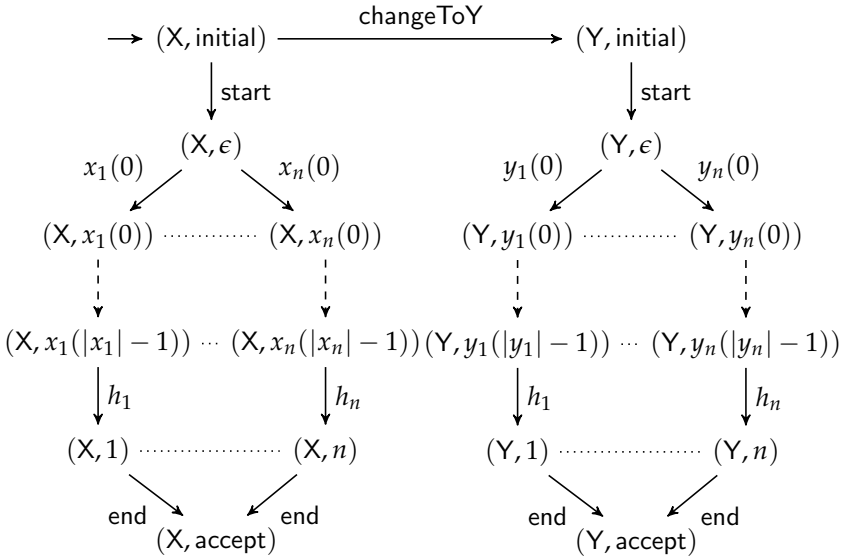 changeToY
(X, initial) (Y, initial)
start start
(X, ϵ) (Y, ϵ)
x₁(0) xₙ(0) y₁(0) yₙ(0)
(X, x₁(0)) (X, xₙ(0)) (Y, y₁(0)) (Y, yₙ(0))
(X, x₁(|x₁| − 1)) ··· (X, xₙ(|xₙ| − 1)) (Y, y₁(|y₁| − 1)) ··· (Y, yₙ(|yₙ| − 1))
h₁ hₙ h₁ hₙ
(X, 1) (X, n) (Y, 1) (Y, n)
end end end end
(X, accept) (Y, accept)